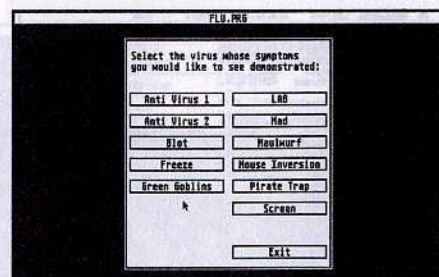 FLU.PRG
Select the virus whose symptoms
you would like to see demonstrated:
Anti Virus 1
LAB
Anti Virus 2
Mad
Blot
Maulwurf
Freeze
Mouse Inversion
Green Goblins
Pirate Trap
Screen
Exit